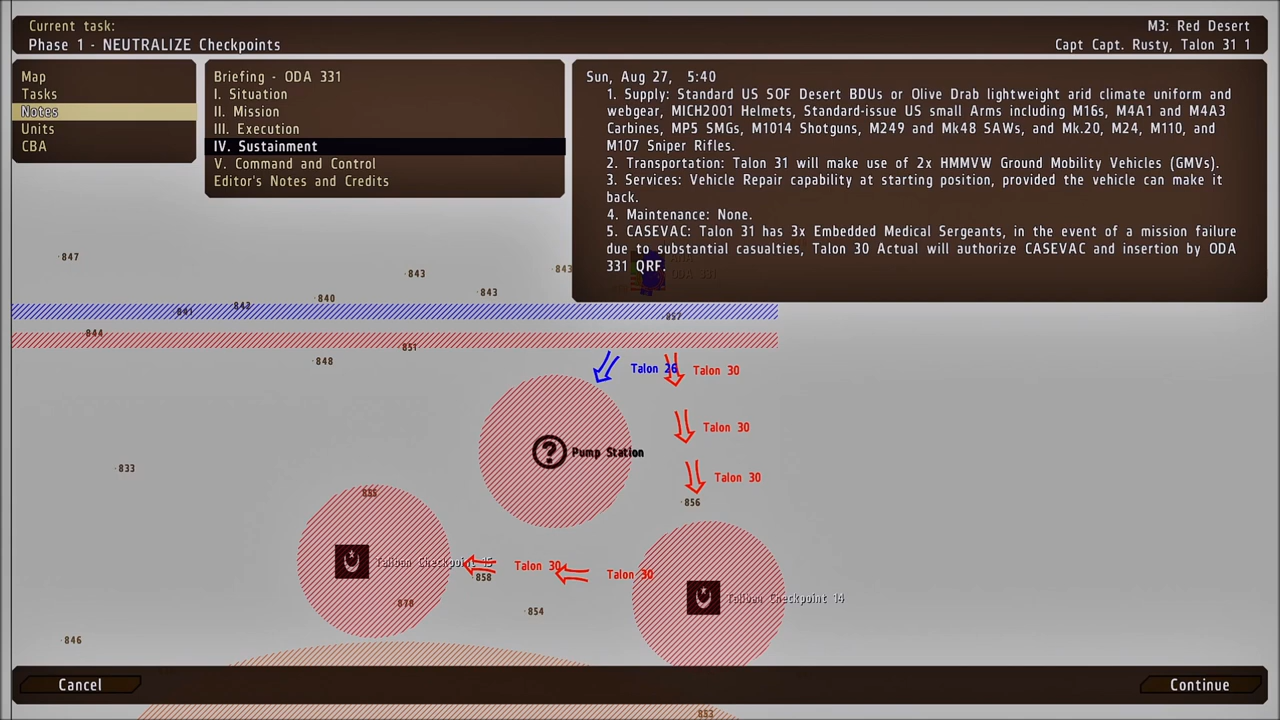 Current task:
Phase 1 - NEUTRALIZE Checkpoints
M3: Red Desert
Capt Capt. Rusty, Talon 31 1
Map
Tasks
Notes
Units
CBA
Briefing - ODA 331
I. Situation
II. Mission
III. Execution
IV. Sustainment
V. Command and Control
Editor's Notes and Credits
Sun, Aug 27, 5:40
1. Supply: Standard US SOF Desert BDUs or Olive Drab lightweight arid climate uniform and
webgear, MICH2001 Helmets, Standard-issue US small Arms including M16s, M4A1 and M4A3
Carbines, MP5 SMGs, M1014 Shotguns, M249 and Mk48 SAWs, and Mk.20, M24, M110, and
M107 Sniper Rifles.
2. Transportation: Talon 31 will make use of 2x HMMVW Ground Mobility Vehicles (GMVs).
3. Services: Vehicle Repair capability at starting position, provided the vehicle can make it
back.
4. Maintenance: None.
5. CASEVAC: Talon 31 has 3x Embedded Medical Sergeants, in the event of a mission failure
due to substantial casualties, Talon 30 Actual will authorize CASEVAC and insertion by ODA
331 QRF.
847
843
843
843
840
842
841
857
844
851
848
Talon 26
Talon 30
Talon 30
Pump Station
833
Talon 30
855
856
Taliban Checkpoint 15
Talon 30
Talon 30
858
Taliban Checkpoint 14
878
854
846
Cancel
Continue
853